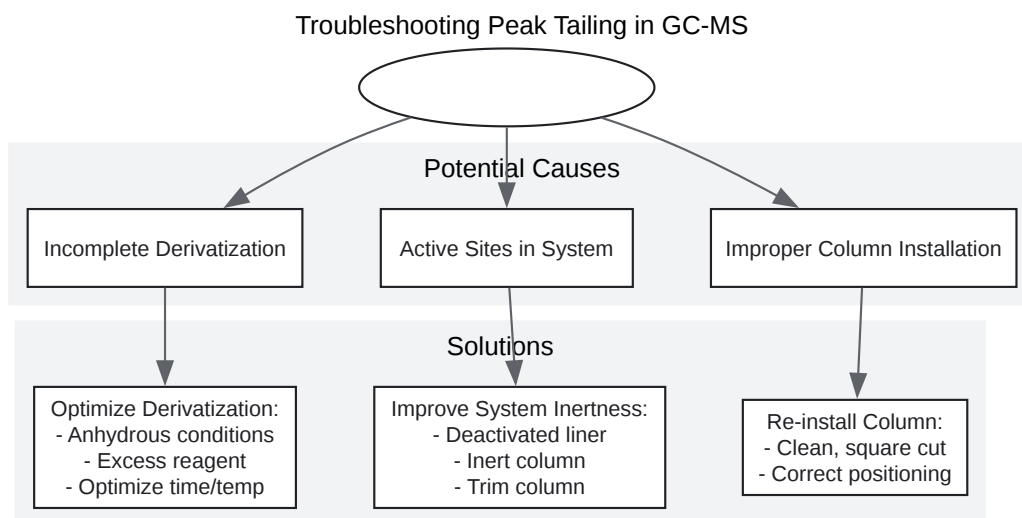 Troubleshooting Peak Tailing in GC-MS
Potential Causes
Incomplete Derivatization
Active Sites in System
Improper Column Installation
Solutions
Optimize Derivatization:
- Anhydrous conditions
- Excess reagent
- Optimize time/temp
Improve System Inertness:
- Deactivated liner
- Inert column
- Trim column
Re-install Column:
- Clean, square cut
- Correct positioning